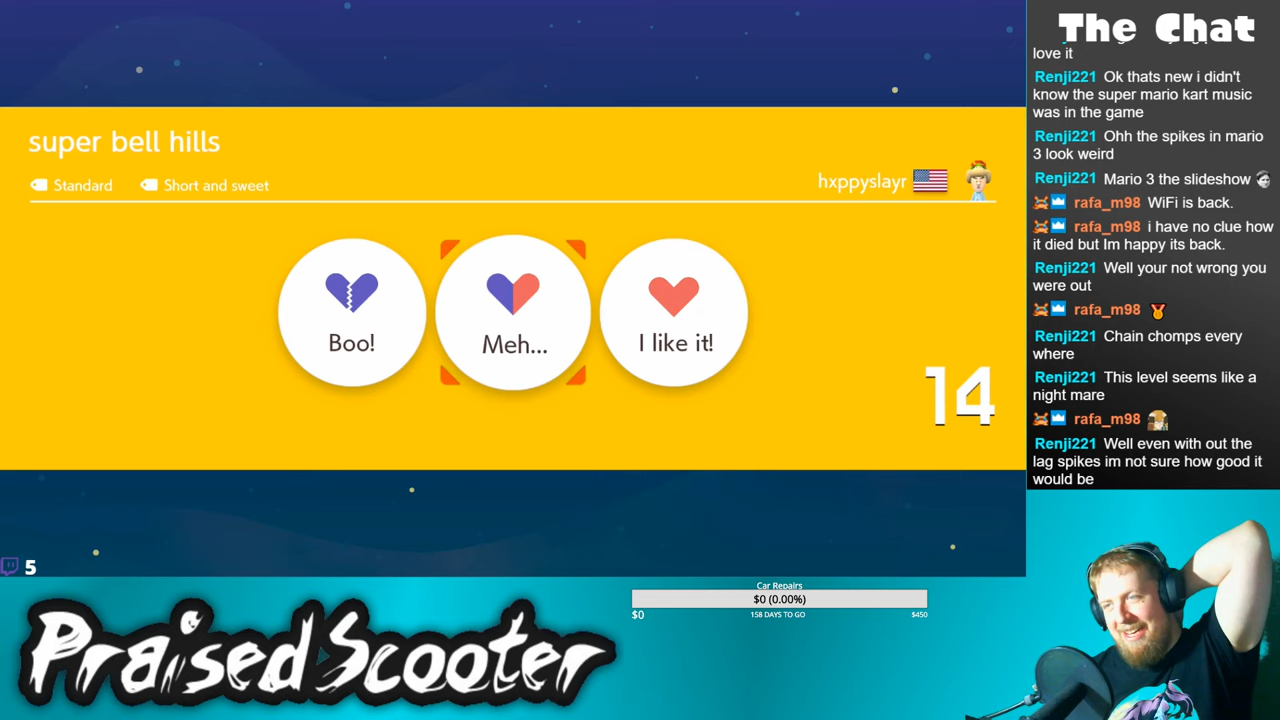 super bell hills
Standard Short and sweet
hxppyslayr
Boo!
Meh...
I like it!
14
5
PraisedScooter
Car Repairs
$0 (0.00%)
$0 158 DAYS TO GO $450
The Chat
love it
Renji221 Ok thats new i didn't
know the super mario kart music
was in the game
Renji221 Ohh the spikes in mario
3 look weird
Renji221 Mario 3 the slideshow
rafa_m98 WiFi is back.
rafa_m98 i have no clue how
it died but Im happy its back.
Renji221 Well your not wrong you
were out
rafa_m98
Renji221 Chain chomps every
where
Renji221 This level seems like a
night mare
rafa_m98
Renji221 Well even with out the
lag spikes im not sure how good it
would be